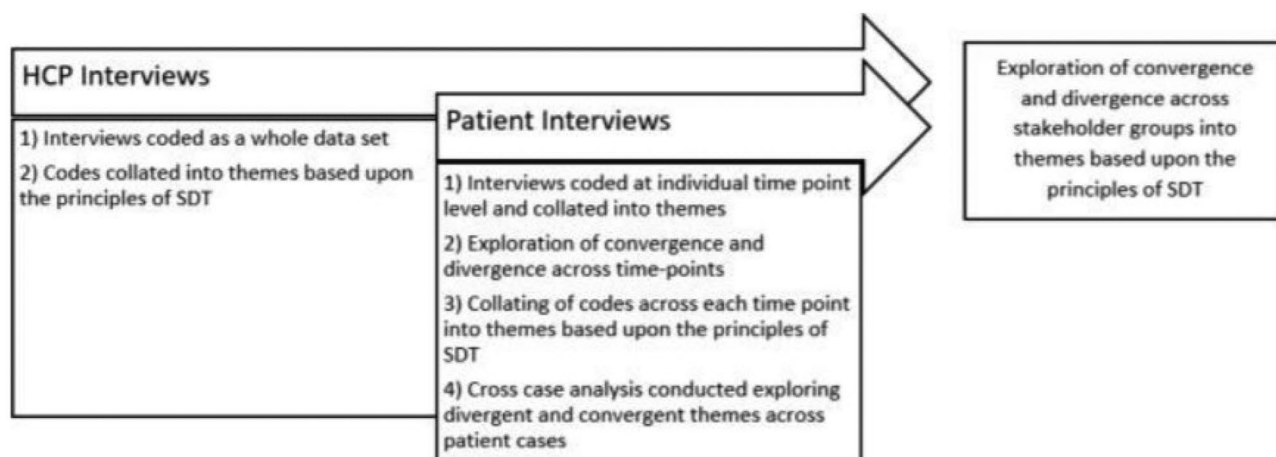 HCP Interviews
1) Interviews coded as a whole data set
2) Codes collated into themes based upon
the principles of SDT
Patient Interviews
1) Interviews coded at individual time point
level and collated into themes
2) Exploration of convergence and
divergence across time-points
3) Collating of codes across each time point
into themes based upon the principles of
SDT
4) Cross case analysis conducted exploring
divergent and convergent themes across
patient cases
Exploration of convergence
and divergence across
stakeholder groups into
themes based upon the
principles of SDT